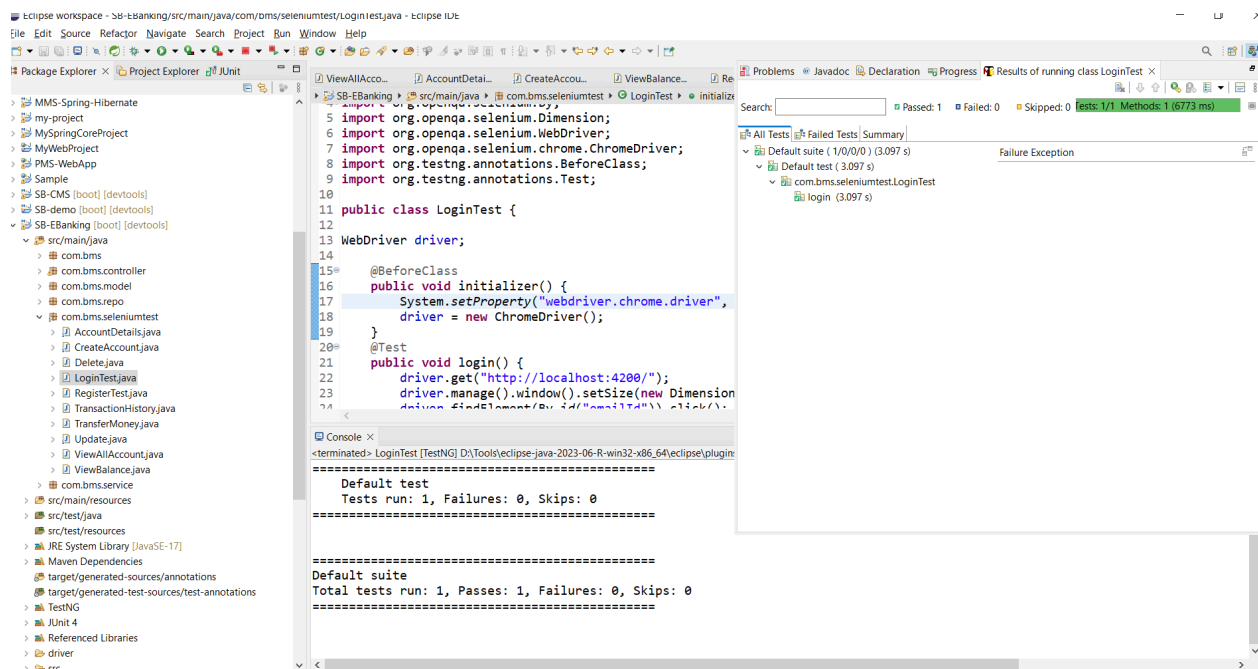 Eclipse workspace - SB-EBanking/src/main/java/com/bms/seleniumtest/LoginTest.java - Eclipse IDE
File Edit Source Refactor Navigate Search Project Run Window Help
Package Explorer
Project Explorer
JUnit
MMS-Spring-Hibernate
my-project
MySpringCoreProject
MyWebProject
PMS-WebApp
Sample
SB-CMS [boot] [devtools]
SB-demo [boot] [devtools]
SB-EBanking [boot] [devtools]
src/main/java
com.bms
com.bms.controller
com.bms.model
com.bms.repo
com.bms.seleniumtest
AccountDetails.java
CreateAccount.java
Delete.java
LoginTest.java
RegisterTest.java
TransactionHistory.java
TransferMoney.java
Update.java
ViewAllAccount.java
ViewBalance.java
com.bms.service
src/main/resources
src/test/java
src/test/resources
JRE System Library [JavaSE-17]
Maven Dependencies
target/generated-sources/annotations
target/generated-test-sources/test-annotations
TestNG
JUnit 4
Referenced Libraries
driver
src
ViewAllAcco...
AccountDetai...
CreateAccou...
ViewBalance...
Re
SB-EBanking
src/main/java
com.bms.seleniumtest
LoginTest
initialize
4 import org.openqa.selenium.By;
5 import org.openqa.selenium.Dimension;
6 import org.openqa.selenium.WebDriver;
7 import org.openqa.selenium.chrome.ChromeDriver;
8 import org.testng.annotations.BeforeClass;
9 import org.testng.annotations.Test;
10
11 public class LoginTest {
12
13 WebDriver driver;
14
15 @BeforeClass
16 public void initializer() {
17 System.setProperty("webdriver.chrome.driver",
18 driver = new ChromeDriver();
19 }
20 @Test
21 public void login() {
22 driver.get("http://localhost:4200/");
23 driver.manage().window().setSize(new Dimension
24 driver.findElement(By.id("emailId")).click();
Console
<terminated> LoginTest [TestNG] D:\Tools\eclipse-java-2023-06-R-win32-x86_64\eclipse\plugins
===============================================
Default test
Tests run: 1, Failures: 0, Skips: 0
===============================================
===============================================
Default suite
Total tests run: 1, Passes: 1, Failures: 0, Skips: 0
===============================================
Problems
Javadoc
Declaration
Progress
Results of running class LoginTest
Search:
Passed: 1
Failed: 0
Skipped: 0
Tests: 1/1 Methods: 1 (6773 ms)
All Tests
Failed Tests
Summary
Default suite ( 1/0/0/0 ) (3.097 s)
Default test ( 3.097 s)
com.bms.seleniumtest.LoginTest
login (3.097 s)
Failure Exception